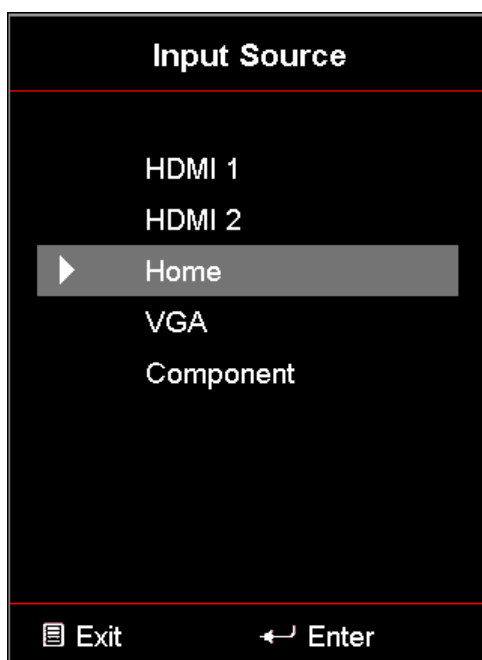 Input Source
HDMI 1
HDMI 2
Home
VGA
Component
Exit Enter